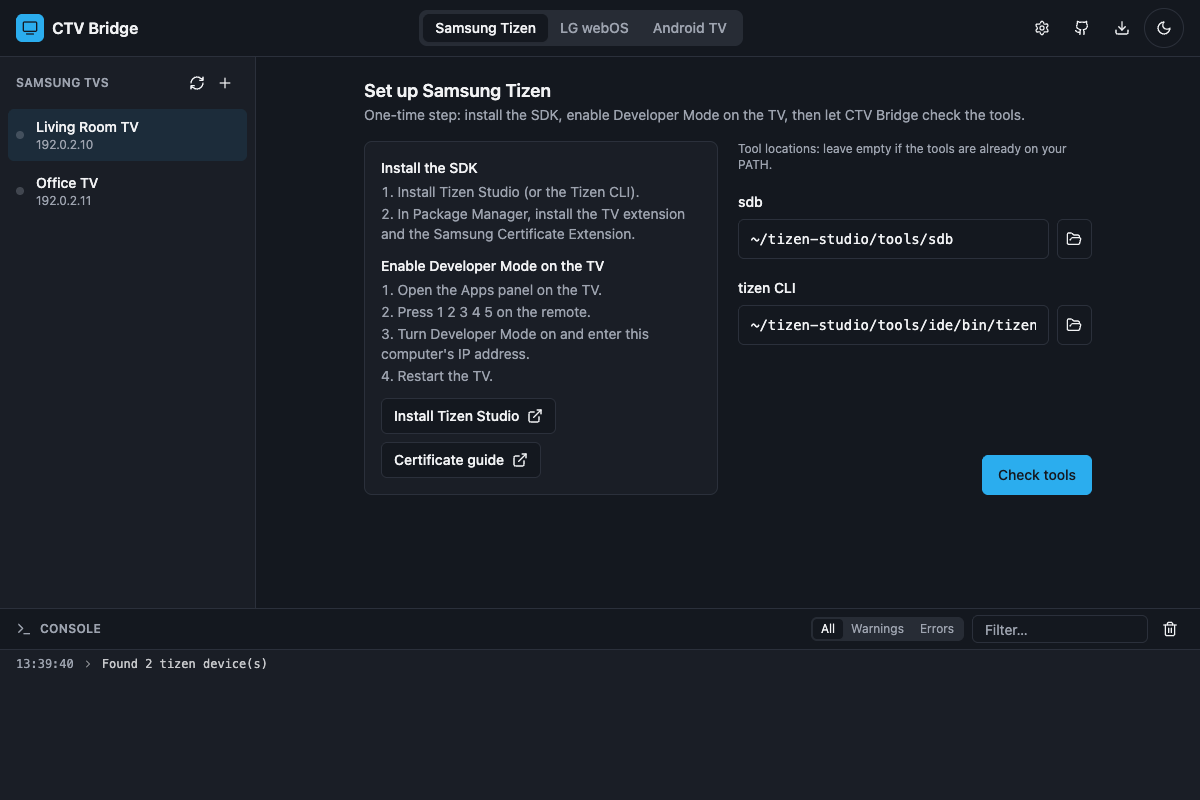 CTV Bridge
Samsung Tizen
LG webOS
Android TV
SAMSUNG TVS
Living Room TV
192.0.2.10
Office TV
192.0.2.11
Set up Samsung Tizen
One-time step: install the SDK, enable Developer Mode on the TV, then let CTV Bridge check the tools.
Install the SDK
1. Install Tizen Studio (or the Tizen CLI).
2. In Package Manager, install the TV extension
and the Samsung Certificate Extension.
Enable Developer Mode on the TV
1. Open the Apps panel on the TV.
2. Press 1 2 3 4 5 on the remote.
3. Turn Developer Mode on and enter this
computer's IP address.
4. Restart the TV.
Install Tizen Studio
Certificate guide
Tool locations: leave empty if the tools are already on your
PATH.
sdb
~/tizen-studio/tools/sdb
tizen CLI
~/tizen-studio/tools/ide/bin/tizen
Check tools
CONSOLE
All
Warnings
Errors
Filter...
13:39:40 › Found 2 tizen device(s)